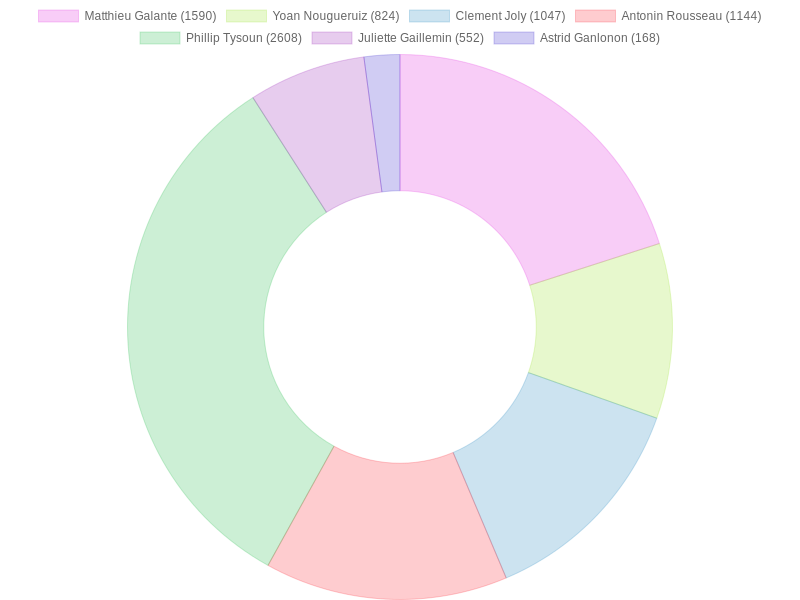 Matthieu Galante (1590) Yoan Nougueruiz (824) Clement Joly (1047) Antonin Rousseau (1144)
Phillip Tysoun (2608) Juliette Gaillemin (552) Astrid Ganlonon (168)